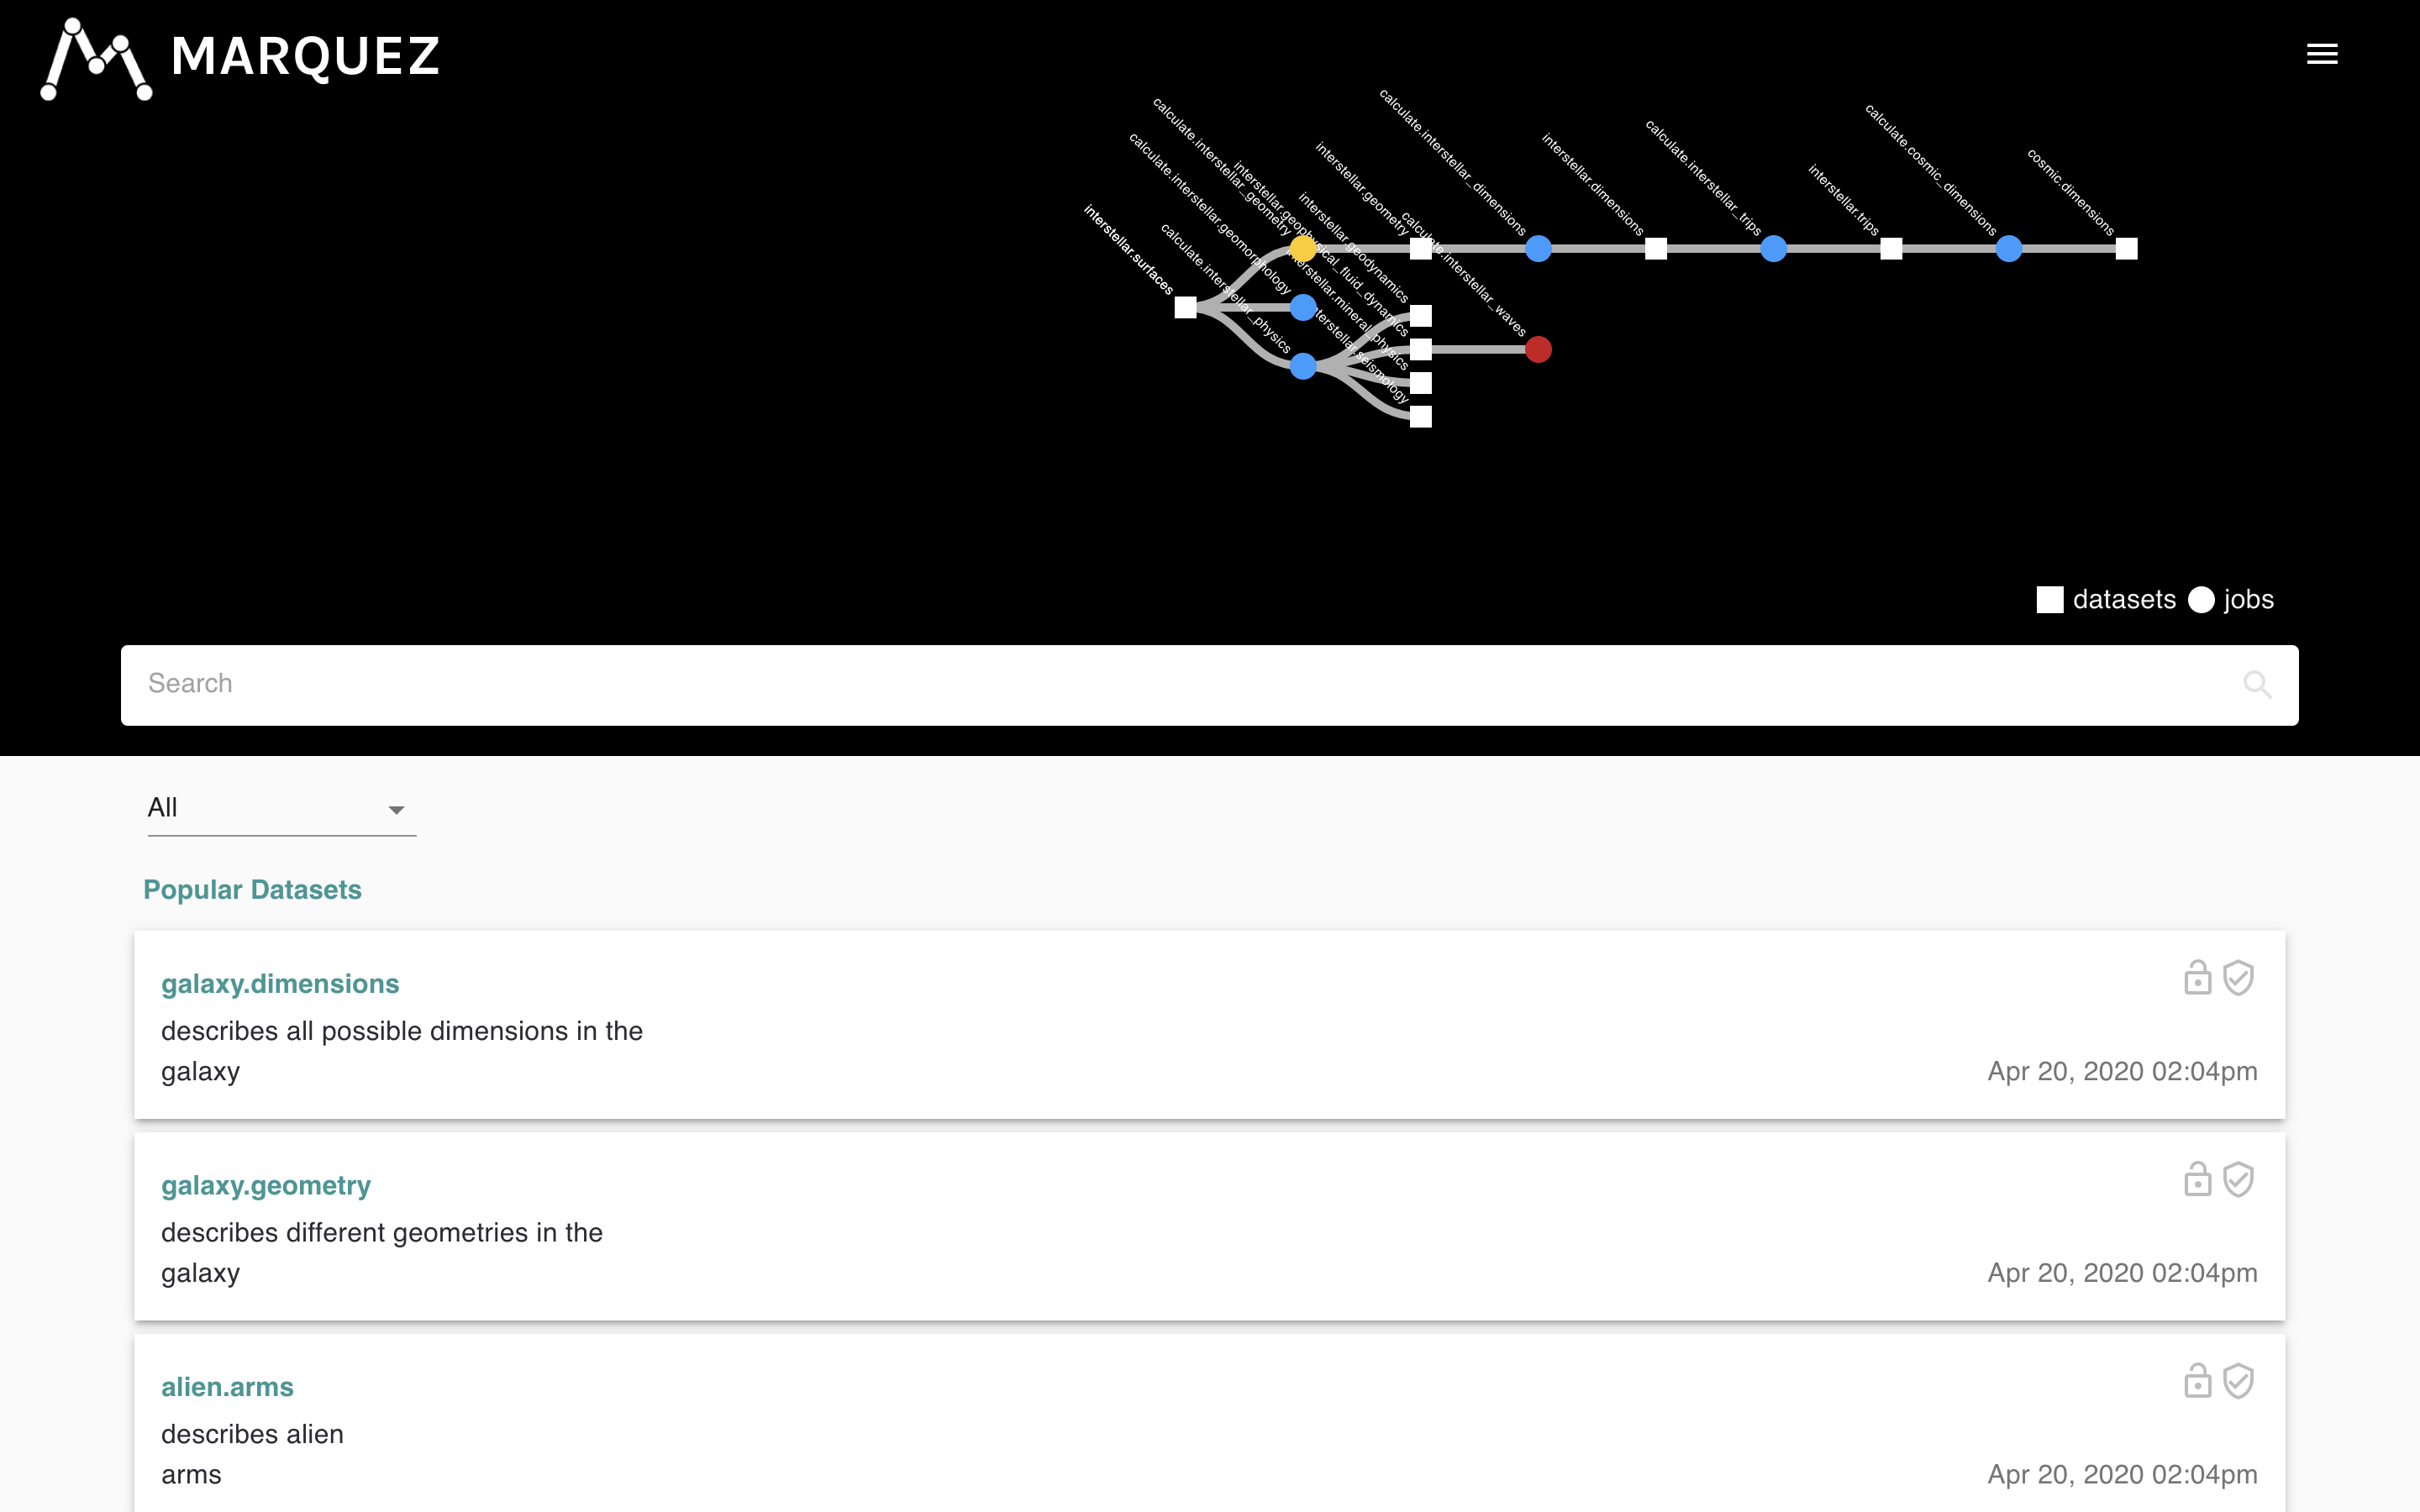 MARQUEZ
interstellar.surfaces
calculate.interstellar_geometry
calculate.interstellar.geomorphology
calculate.interstellar_physics
interstellar.geometry
interstellar.geodynamics
interstellar.geophysical_fluid_dynamics
interstellar.mineral_physics
interstellar.seismology
calculate.interstellar_dimensions
calculate.interstellar_waves
interstellar.dimensions
calculate.interstellar_trips
interstellar.trips
calculate.cosmic_dimensions
cosmic.dimensions
datasets jobs
Search
All
Popular Datasets
galaxy.dimensions
describes all possible dimensions in the
galaxy
Apr 20, 2020 02:04pm
galaxy.geometry
describes different geometries in the
galaxy
Apr 20, 2020 02:04pm
alien.arms
describes alien
arms
Apr 20, 2020 02:04pm